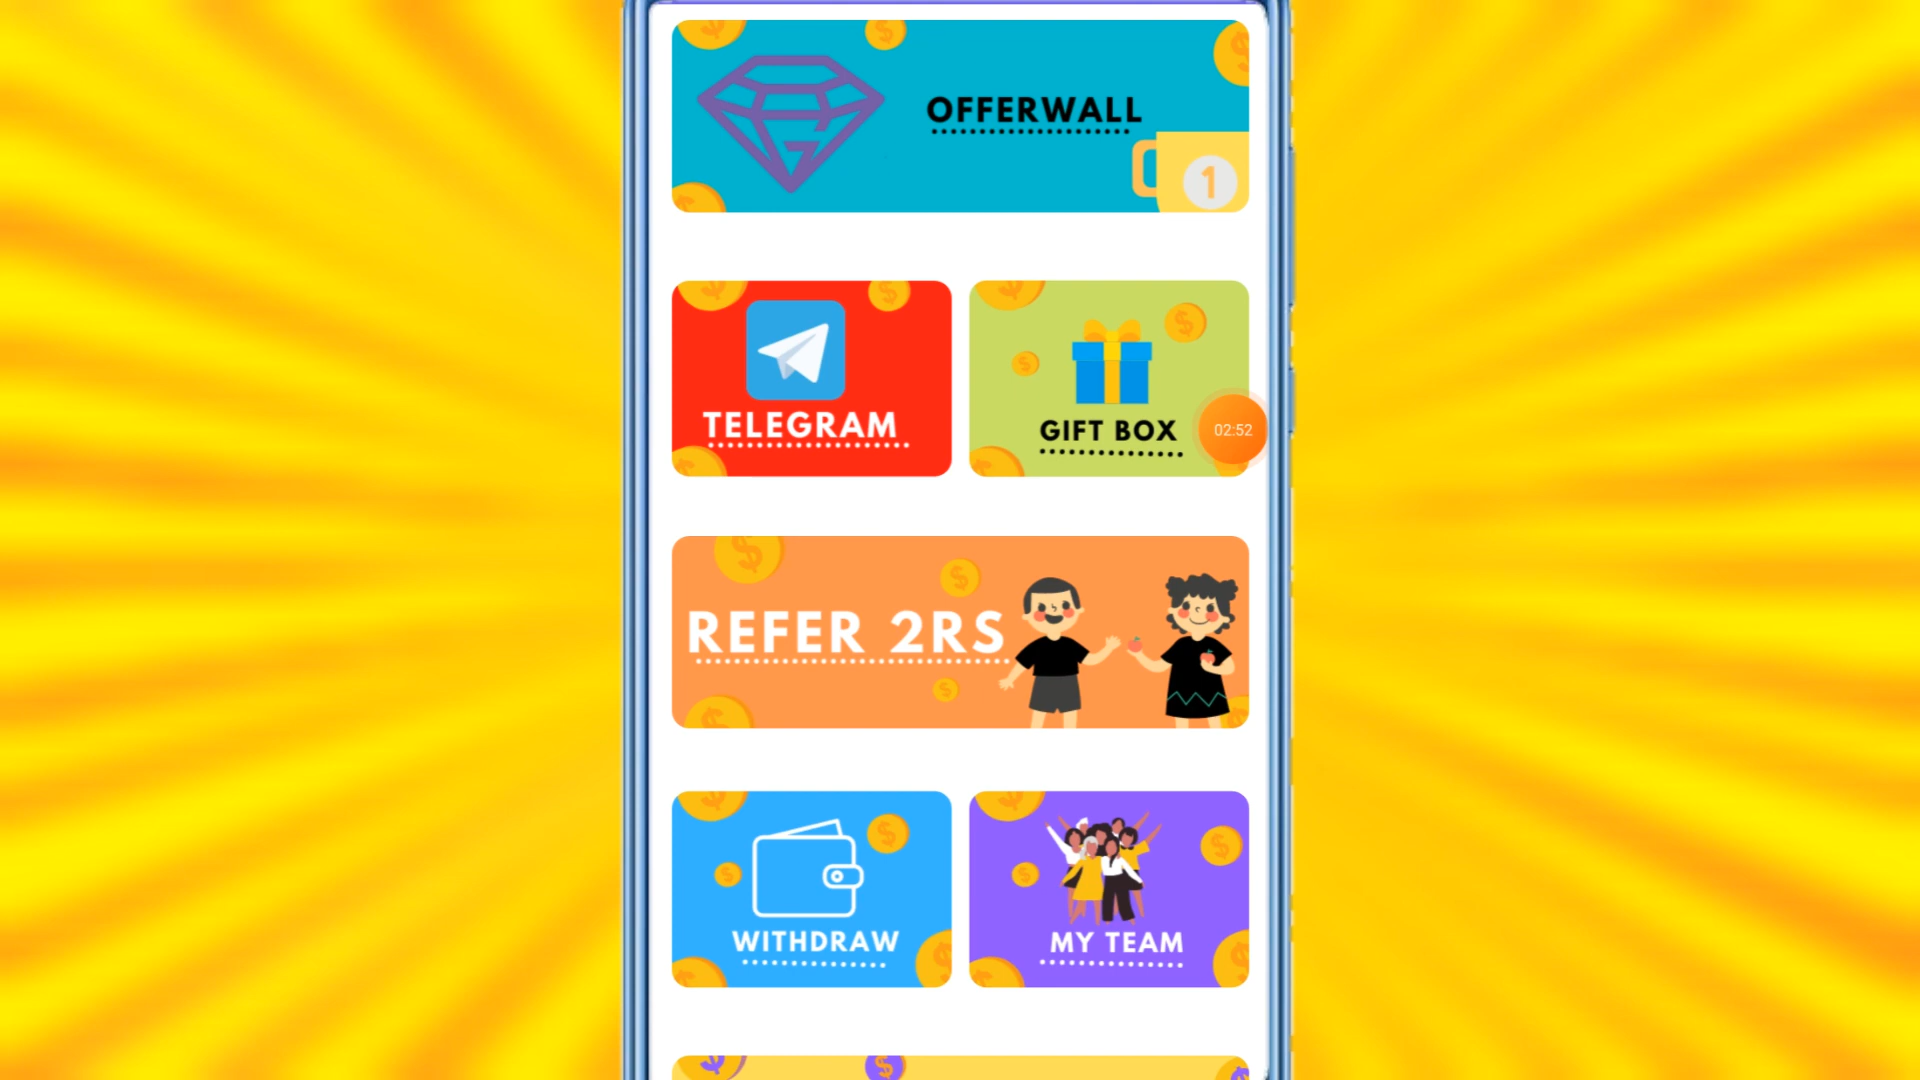 OFFERWALL
1
TELEGRAM
GIFT BOX
02:52
REFER 2RS
WITHDRAW
MY TEAM